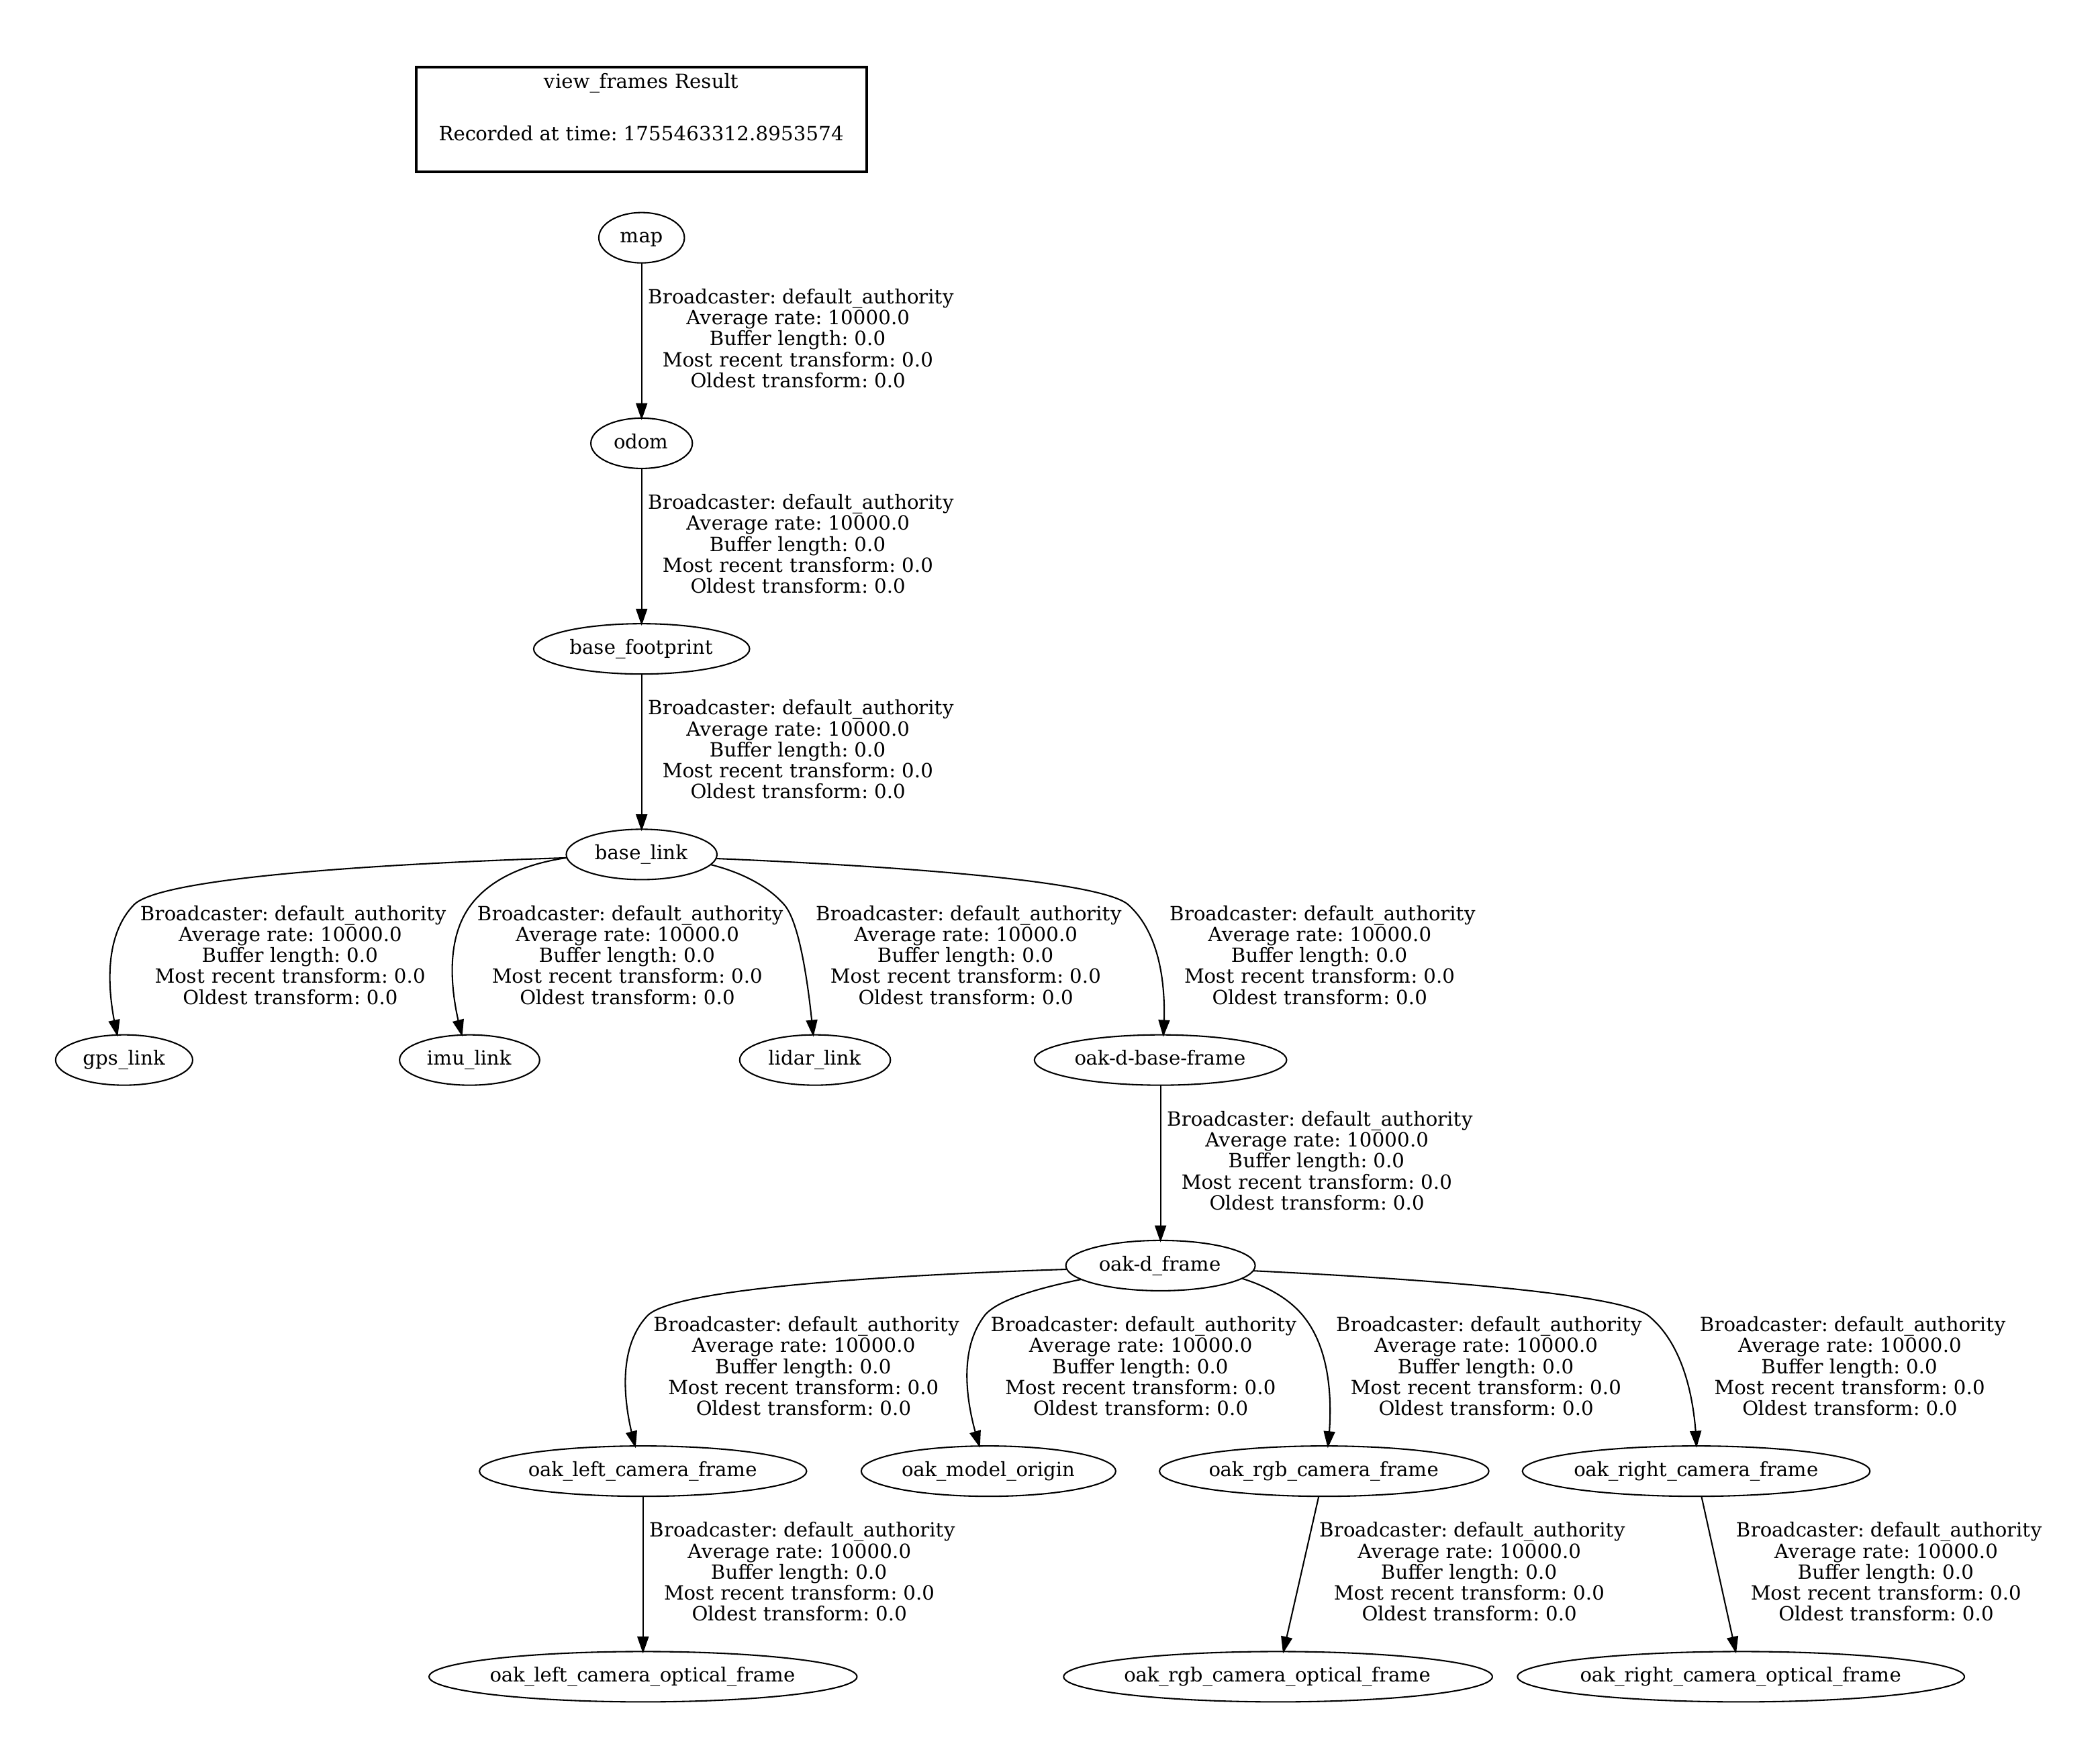 view_frames Result
Recorded at time: 1755463312.8953574
map
Broadcaster: default_authority
Average rate: 10000.0
Buffer length: 0.0
Most recent transform: 0.0
Oldest transform: 0.0
odom
Broadcaster: default_authority
Average rate: 10000.0
Buffer length: 0.0
Most recent transform: 0.0
Oldest transform: 0.0
base_footprint
Broadcaster: default_authority
Average rate: 10000.0
Buffer length: 0.0
Most recent transform: 0.0
Oldest transform: 0.0
base_link
Broadcaster: default_authority
Average rate: 10000.0
Buffer length: 0.0
Most recent transform: 0.0
Oldest transform: 0.0
Broadcaster: default_authority
Average rate: 10000.0
Buffer length: 0.0
Most recent transform: 0.0
Oldest transform: 0.0
Broadcaster: default_authority
Average rate: 10000.0
Buffer length: 0.0
Most recent transform: 0.0
Oldest transform: 0.0
Broadcaster: default_authority
Average rate: 10000.0
Buffer length: 0.0
Most recent transform: 0.0
Oldest transform: 0.0
gps_link
imu_link
lidar_link
oak-d-base-frame
Broadcaster: default_authority
Average rate: 10000.0
Buffer length: 0.0
Most recent transform: 0.0
Oldest transform: 0.0
oak-d_frame
Broadcaster: default_authority
Average rate: 10000.0
Buffer length: 0.0
Most recent transform: 0.0
Oldest transform: 0.0
Broadcaster: default_authority
Average rate: 10000.0
Buffer length: 0.0
Most recent transform: 0.0
Oldest transform: 0.0
Broadcaster: default_authority
Average rate: 10000.0
Buffer length: 0.0
Most recent transform: 0.0
Oldest transform: 0.0
Broadcaster: default_authority
Average rate: 10000.0
Buffer length: 0.0
Most recent transform: 0.0
Oldest transform: 0.0
oak_left_camera_frame
oak_model_origin
oak_rgb_camera_frame
oak_right_camera_frame
Broadcaster: default_authority
Average rate: 10000.0
Buffer length: 0.0
Most recent transform: 0.0
Oldest transform: 0.0
Broadcaster: default_authority
Average rate: 10000.0
Buffer length: 0.0
Most recent transform: 0.0
Oldest transform: 0.0
Broadcaster: default_authority
Average rate: 10000.0
Buffer length: 0.0
Most recent transform: 0.0
Oldest transform: 0.0
oak_left_camera_optical_frame
oak_rgb_camera_optical_frame
oak_right_camera_optical_frame